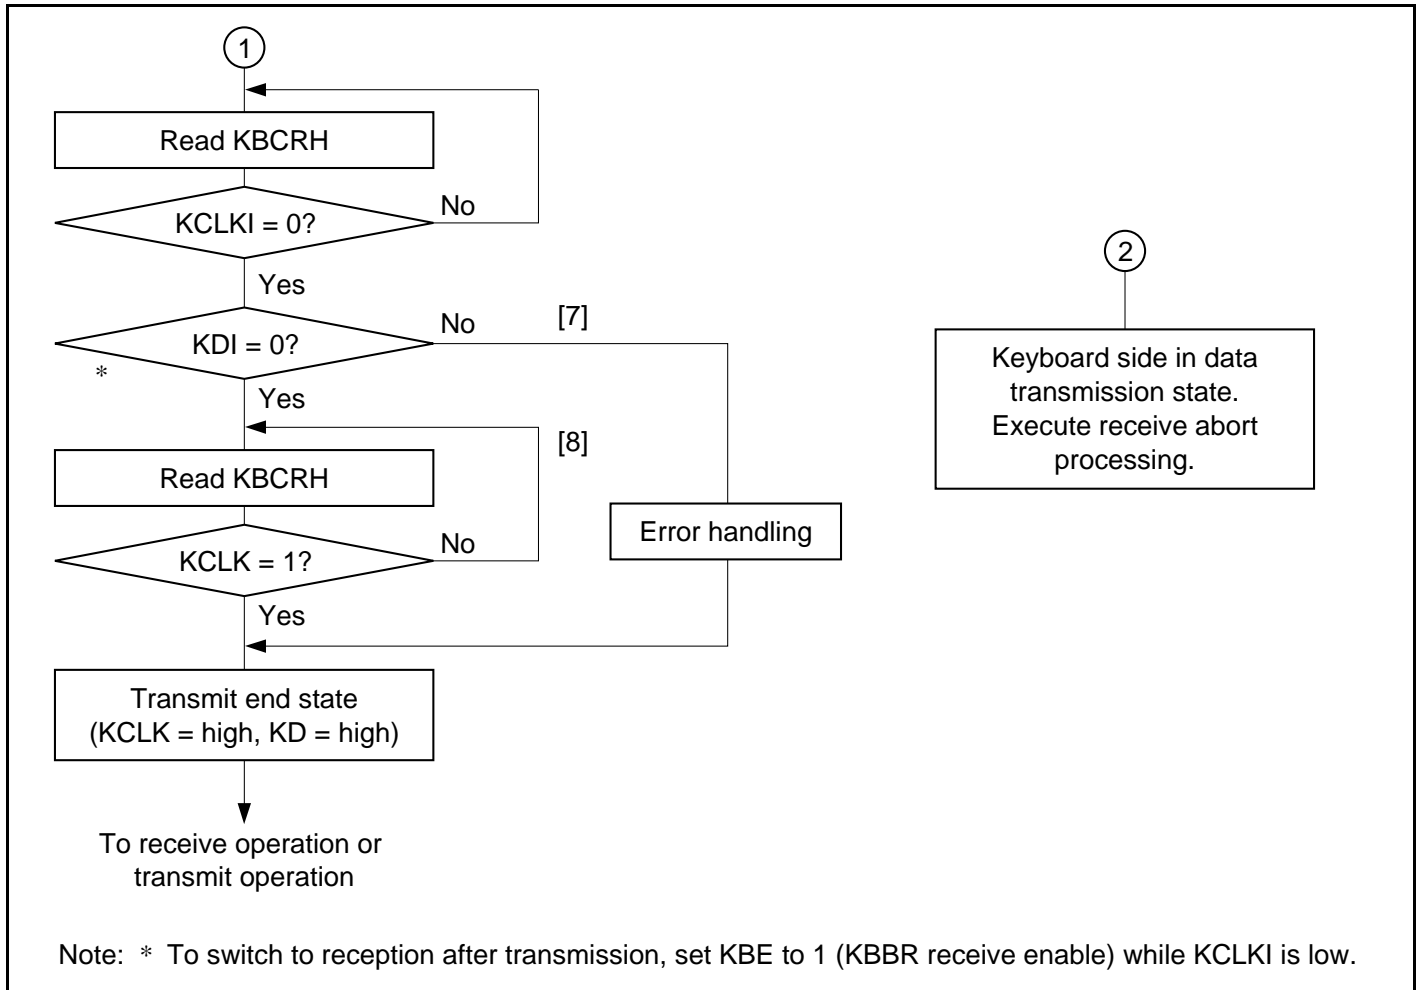 1
Read KBCRH
KCLKI = 0?
No
Yes
KDI = 0?
No
[7]
*
Yes
[8]
Read KBCRH
KCLK = 1?
No
Yes
Error handling
Transmit end state
(KCLK = high, KD = high)
To receive operation or
transmit operation
2
Keyboard side in data
transmission state.
Execute receive abort
processing.
Note: * To switch to reception after transmission, set KBE to 1 (KBBR receive enable) while KCLKI is low.